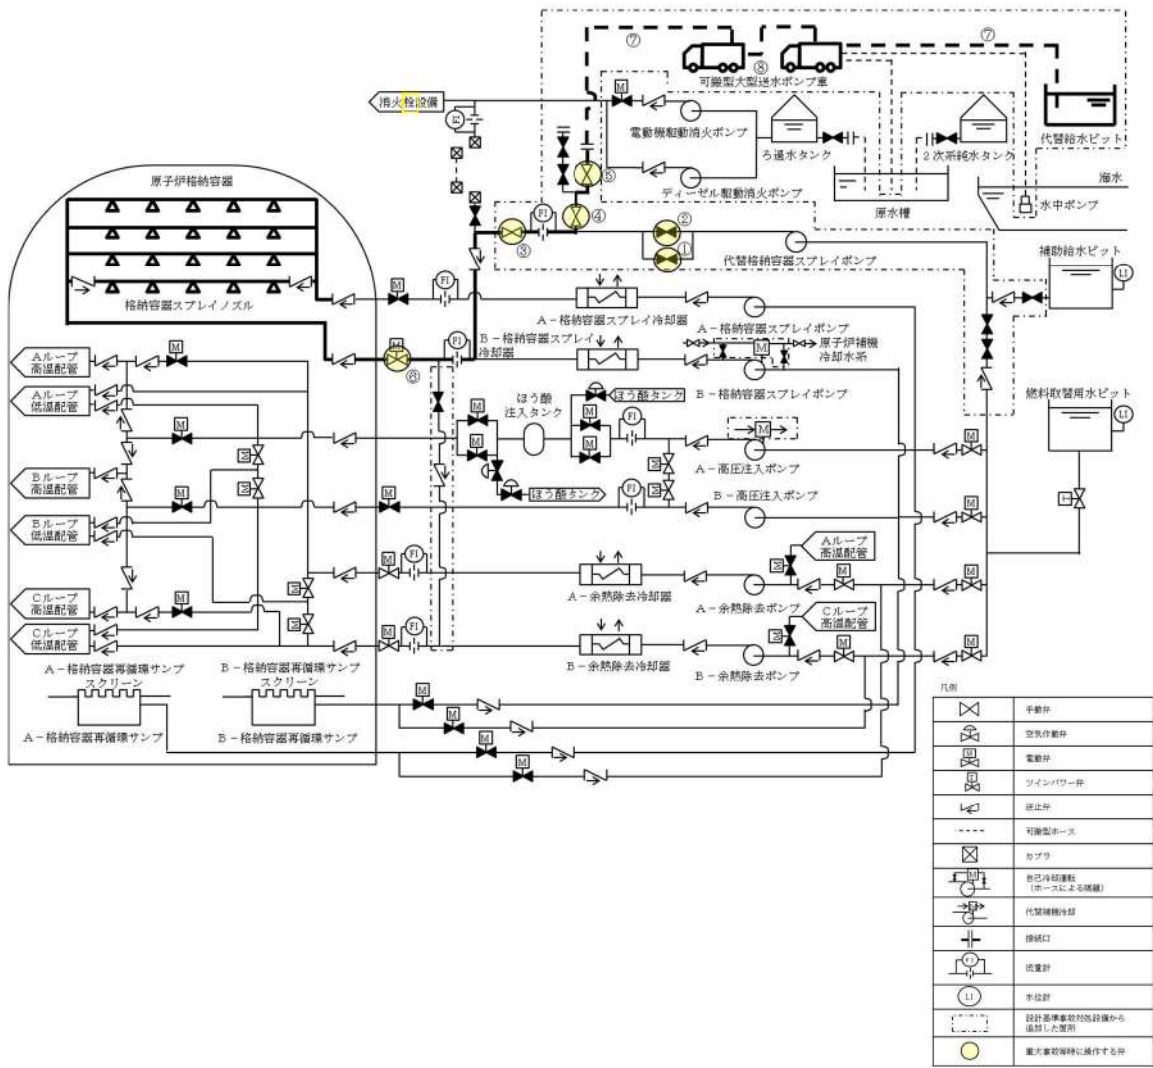 ⑦
⑦
⑧
可搬型大型送水ポンプ車
消火栓設備
M
FI
電動機駆動消火ポンプ
ろ過水タンク
2次系純水タンク
代替給水ピット
⑤
ディーゼル駆動消火ポンプ
原水槽
海水
水中ポンプ
原子炉格納容器
FI
④
③
②
①
代替格納容器スプレイポンプ
補助給水ピット
LI
格納容器スプレイノズル
M
FI
A-格納容器スプレイ冷却器
A-格納容器スプレイポンプ
B-格納容器スプレイ
冷却器
M
⑥
FI
M
原子炉補機
冷却水系
B-格納容器スプレイポンプ
Aループ
高温配管
M
Aループ
低温配管
ほう酸
注入タンク
ほう酸タンク
燃料取替用水ピット
LI
M
M
M
M
M
FI
M
M
M
A-高圧注入ポンプ
Bループ
高温配管
M
M
M
ほう酸タンク
FI
M
B-高圧注入ポンプ
M
T
Bループ
低温配管
M
M
Aループ
高温配管
M
FI
M
M
M
A-余熱除去冷却器
A-余熱除去ポンプ
Cループ
高温配管
M
M
M
Cループ
高温配管
Cループ
低温配管
M
FI
M
M
M
B-余熱除去冷却器
B-余熱除去ポンプ
A-格納容器再循環サンプ
スクリーン
B-格納容器再循環サンプ
スクリーン
M
M
A-格納容器再循環サンプ
B-格納容器再循環サンプ
M
M
凡例
手動弁
空気作動弁
M
電動弁
T
ツインパワー弁
逆止弁
可搬型ホース
カプラ
M
自己冷却運転
(ホースによる隔離)
M
代替補機冷却
接続口
FI
流量計
LI
水位計
設計基準事故対処設備から
追加した箇所
重大事故等時に操作する弁